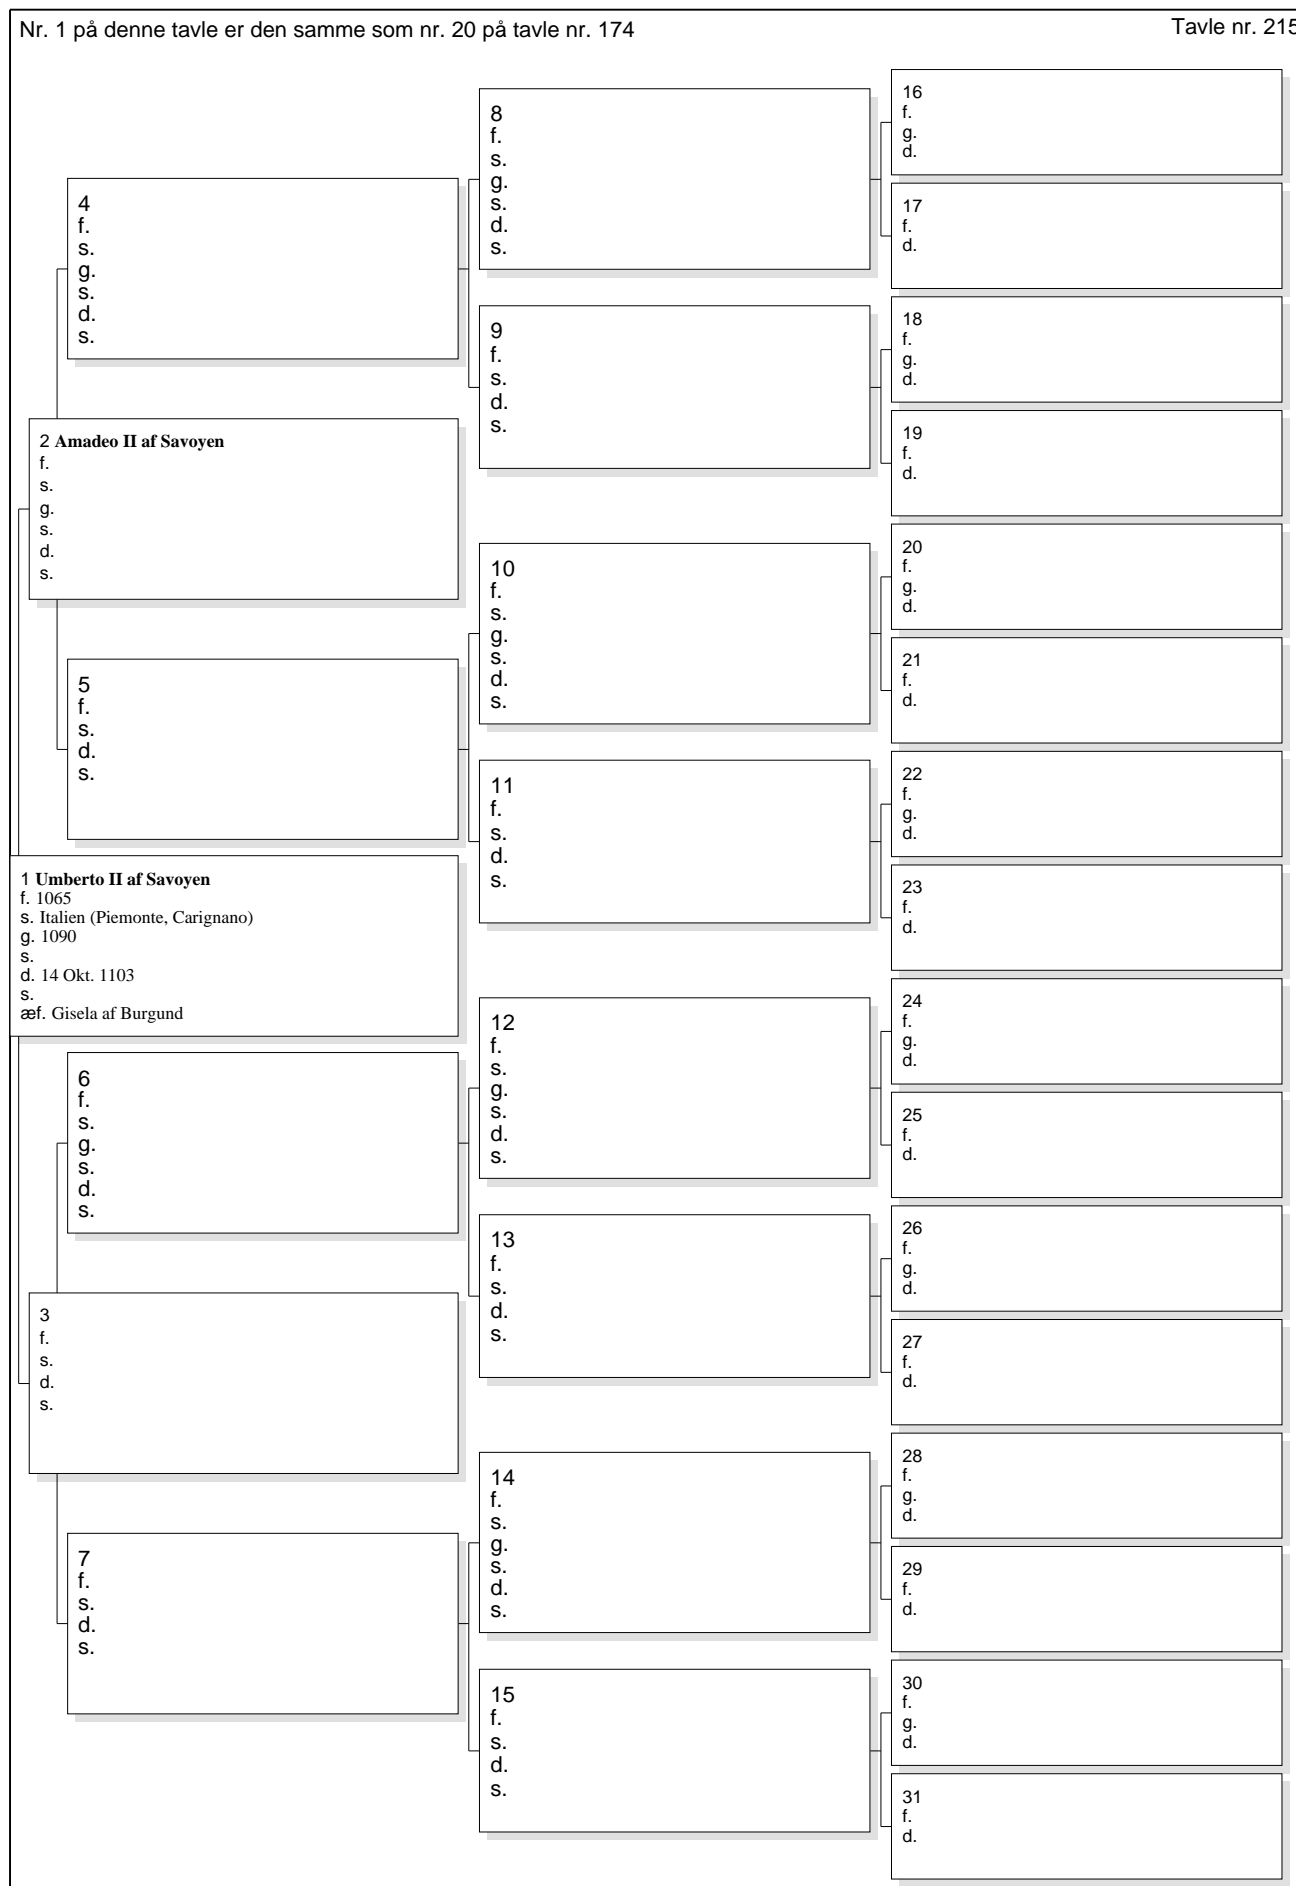 Nr. 1 på denne tavle er den samme som nr. 20 på tavle nr. 174
Tavle nr. 215
1 Umberto II af Savoyen
f. 1065
s. Italien (Piemonte, Carignano)
g. 1090
s.
d. 14 Okt. 1103
s.
æf. Gisela af Burgund
2 Amadeo II af Savoyen
f.
s.
g.
s.
d.
s.
3
f.
s.
d.
s.
4
f.
s.
g.
s.
d.
s.
5
f.
s.
d.
s.
6
f.
s.
g.
s.
d.
s.
7
f.
s.
d.
s.
8
f.
s.
g.
s.
d.
s.
9
f.
s.
d.
s.
10
f.
s.
g.
s.
d.
s.
11
f.
s.
d.
s.
12
f.
s.
g.
s.
d.
s.
13
f.
s.
d.
s.
14
f.
s.
g.
s.
d.
s.
15
f.
s.
d.
s.
16
f.
g.
d.
17
f.
d.
18
f.
g.
d.
19
f.
d.
20
f.
g.
d.
21
f.
d.
22
f.
g.
d.
23
f.
d.
24
f.
g.
d.
25
f.
d.
26
f.
g.
d.
27
f.
d.
28
f.
g.
d.
29
f.
d.
30
f.
g.
d.
31
f.
d.